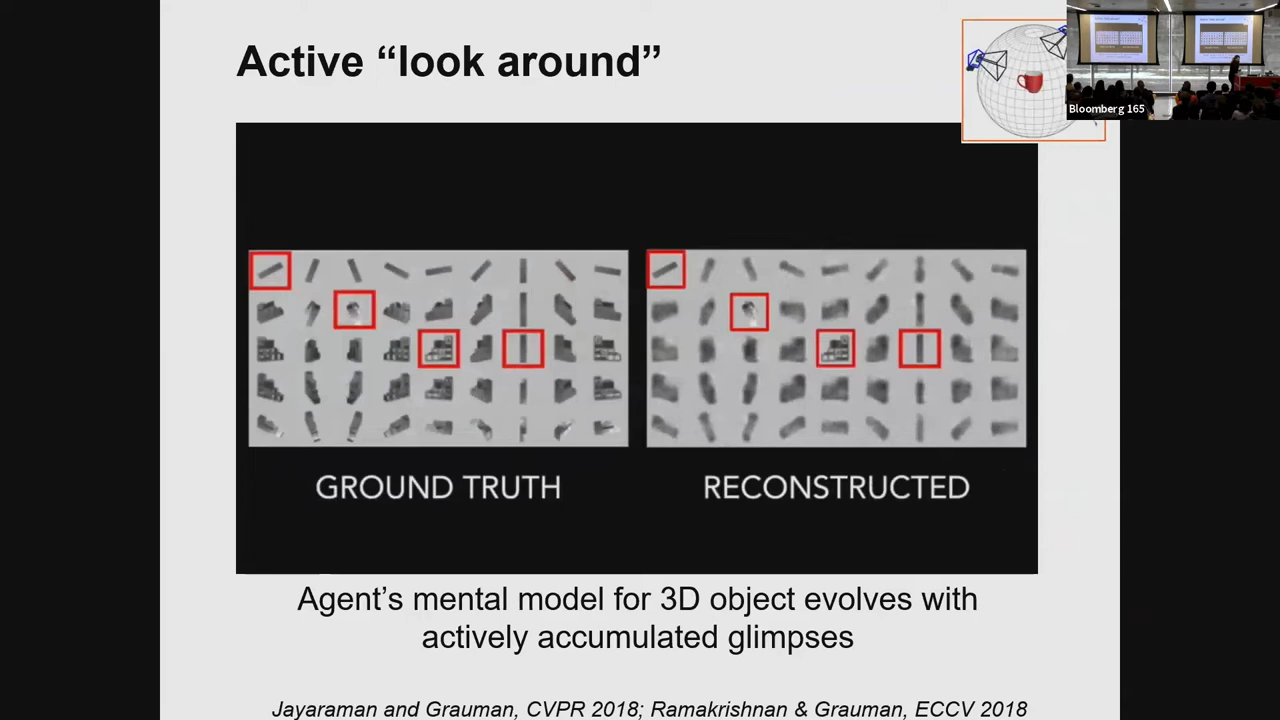 Active “look around”
Bloomberg 165
GROUND TRUTH
RECONSTRUCTED
Agent’s mental model for 3D object evolves with
actively accumulated glimpses
Jayaraman and Grauman, CVPR 2018; Ramakrishnan & Grauman, ECCV 2018